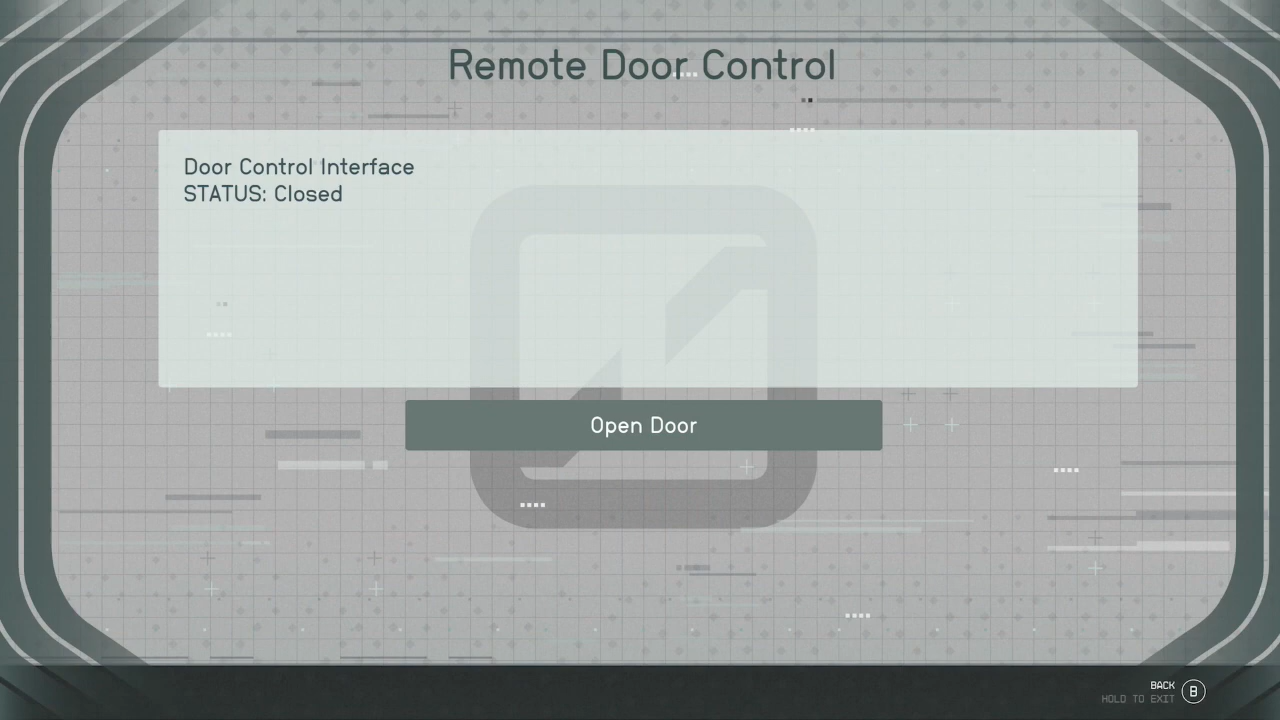 Remote Door Control
Door Control Interface
STATUS: Closed
Open Door
BACK
HOLD TO EXIT
B